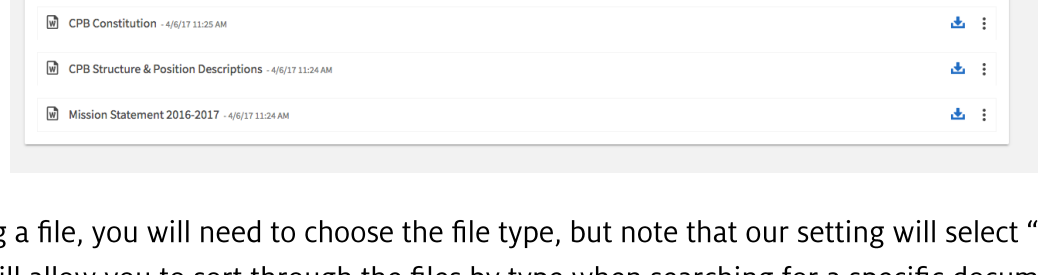 CPB Constitution - 4/6/17 11:25 AM
CPB Structure & Position Descriptions - 4/6/17 11:24 AM
Mission Statement 2016-2017 - 4/6/17 11:24 AM
g a file, you will need to choose the file type, but note that our setting will select “
ill allow you to sort through the files by type when searching for a specific docum